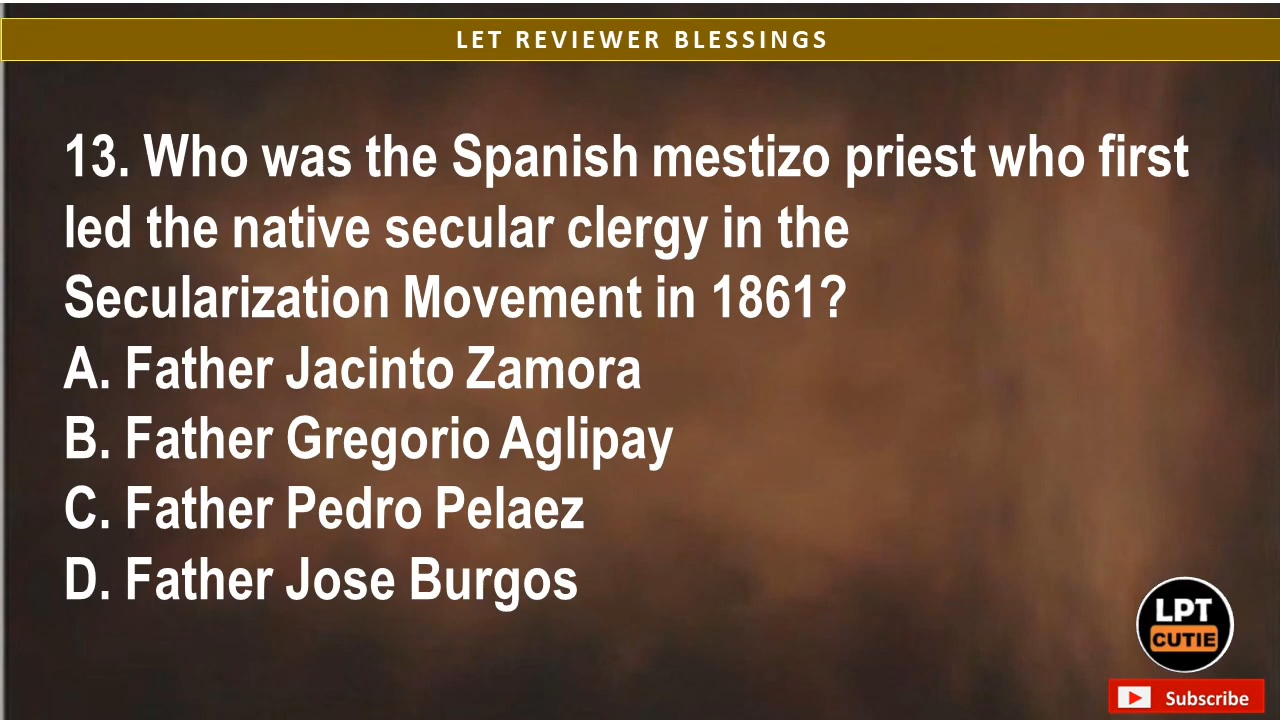 LET REVIEWER BLESSINGS
13. Who was the Spanish mestizo priest who first
led the native secular clergy in the
Secularization Movement in 1861?
A. Father Jacinto Zamora
B. Father Gregorio Aglipay
C. Father Pedro Pelaez
D. Father Jose Burgos
LPT
CUTIE
Subscribe